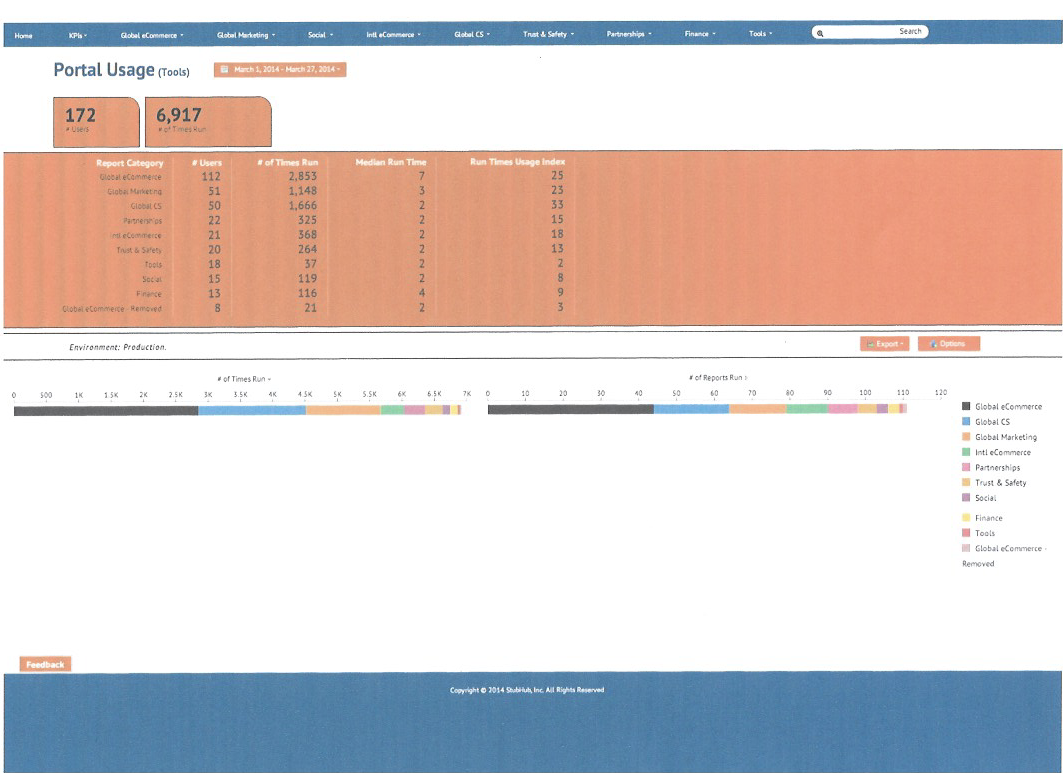 Home KPIs Global eCommerce Global Marketing Social Intl eCommerce Global CS Trust & Safety Partnerships Finance Tools Search
Portal Usage (Tools) March 1, 2014 - March 27, 2014
172 6,917
# Users # of Times Run
Report Category # Users # of Times Run Median Run Time Run Times Usage Index
Global eCommerce 112 2,853 7 25
Global Marketing 51 1,148 3 23
Global CS 50 1,666 2 33
Partnerships 22 325 2 15
Intl eCommerce 21 368 2 18
Trust & Safety 20 264 2 13
Tools 18 37 2 2
Social 15 119 2 8
Finance 13 116 4 9
Global eCommerce - Removed 8 21 2 3
Environment: Production. Export Options
# of Times Run # of Reports Run
0 500 1K 1.5K 2K 2.5K 3K 3.5K 4K 4.5K 5K 5.5K 6K 6.5K 7K 0 10 20 30 40 50 60 70 80 90 100 110 120
Global eCommerce
Global CS
Global Marketing
Intl eCommerce
Partnerships
Trust & Safety
Social
Finance
Tools
Global eCommerce -
Removed
Feedback
Copyright © 2014 StubHub, Inc. All Rights Reserved